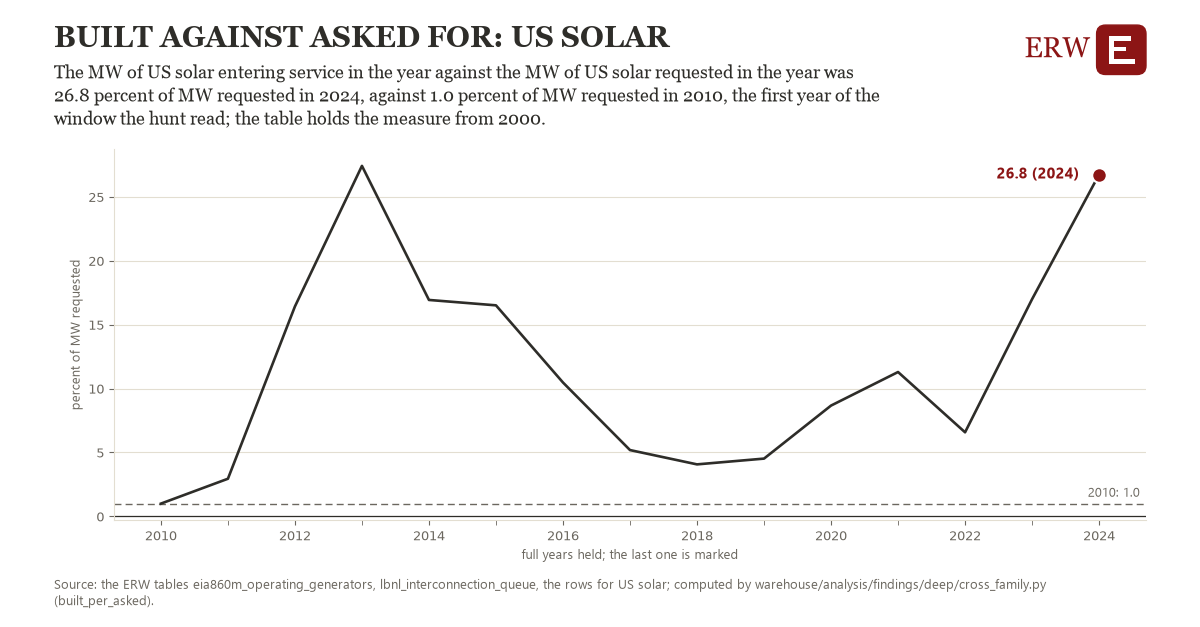 BUILT AGAINST ASKED FOR: US SOLAR
ERW E
The MW of US solar entering service in the year against the MW of US solar requested in the year was
26.8 percent of MW requested in 2024, against 1.0 percent of MW requested in 2010, the first year of the
window the hunt read; the table holds the measure from 2000.
percent of MW requested
25
20
15
10
5
0
26.8 (2024)
2010: 1.0
2010 2012 2014 2016 2018 2020 2022 2024
full years held; the last one is marked
Source: the ERW tables eia860m_operating_generators, lbnl_interconnection_queue, the rows for US solar; computed by warehouse/analysis/findings/deep/cross_family.py
(built_per_asked).